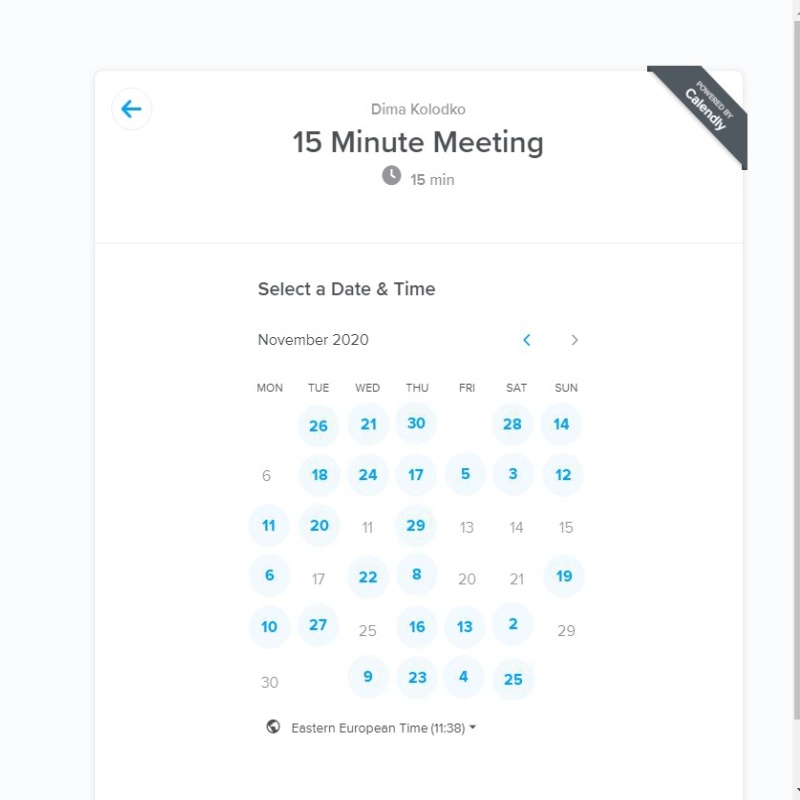 Dima Kolodko
15 Minute Meeting
15 min
POWERED BY
Calendly
Select a Date & Time
November 2020
MON TUE WED THU FRI SAT SUN
26 21 30 28 14
6 18 24 17 5 3 12
11 20 11 29 13 14 15
6 17 22 8 20 21 19
10 27 25 16 13 2 29
30 9 23 4 25
Eastern European Time (11:38)